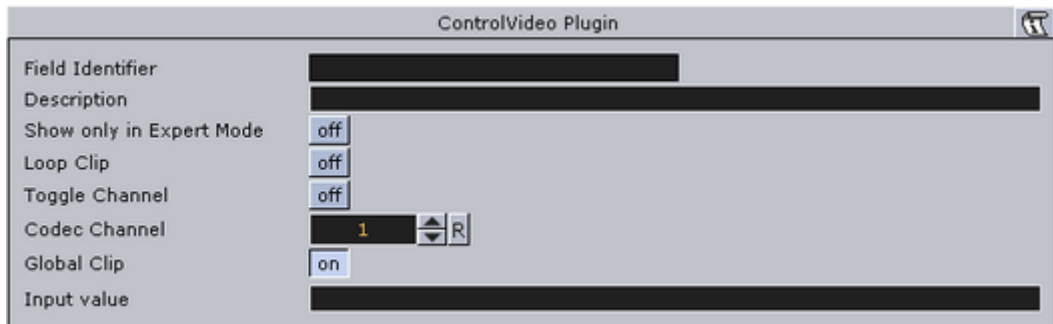 ControlVideo Plugin
Field Identifier
Description
Show only in Expert Mode off
Loop Clip off
Toggle Channel off
Codec Channel 1 R
Global Clip on
Input value